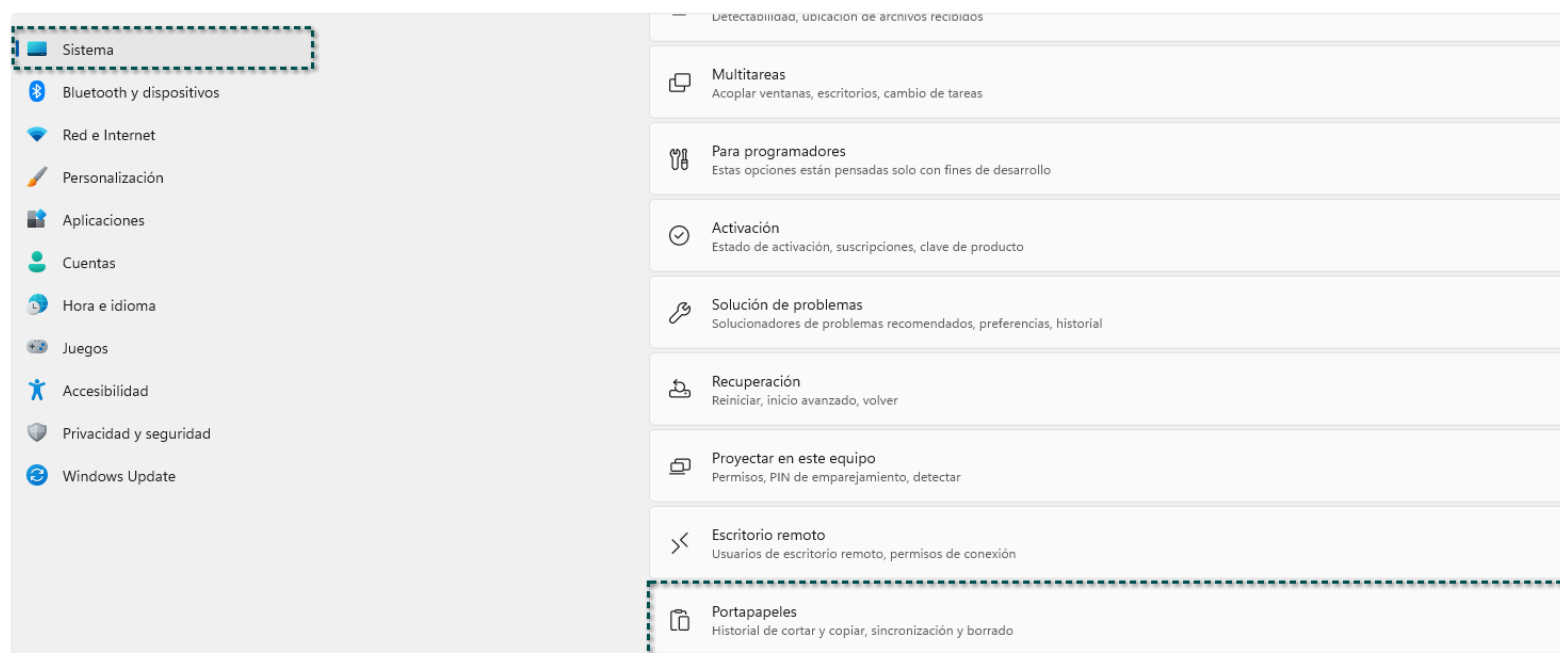 Sistema
Bluetooth y dispositivos
Red e Internet
Personalización
Aplicaciones
Cuentas
Hora e idioma
Juegos
Accesibilidad
Privacidad y seguridad
Windows Update
Detectabilidad, ubicación de archivos recibidos
Multitareas
Acoplar ventanas, escritorios, cambio de tareas
Para programadores
Estas opciones están pensadas solo con fines de desarrollo
Activación
Estado de activación, suscripciones, clave de producto
Solución de problemas
Solucionadores de problemas recomendados, preferencias, historial
Recuperación
Reiniciar, inicio avanzado, volver
Proyectar en este equipo
Permisos, PIN de emparejamiento, detectar
Escritorio remoto
Usuarios de escritorio remoto, permisos de conexión
Portapapeles
Historial de cortar y copiar, sincronización y borrado